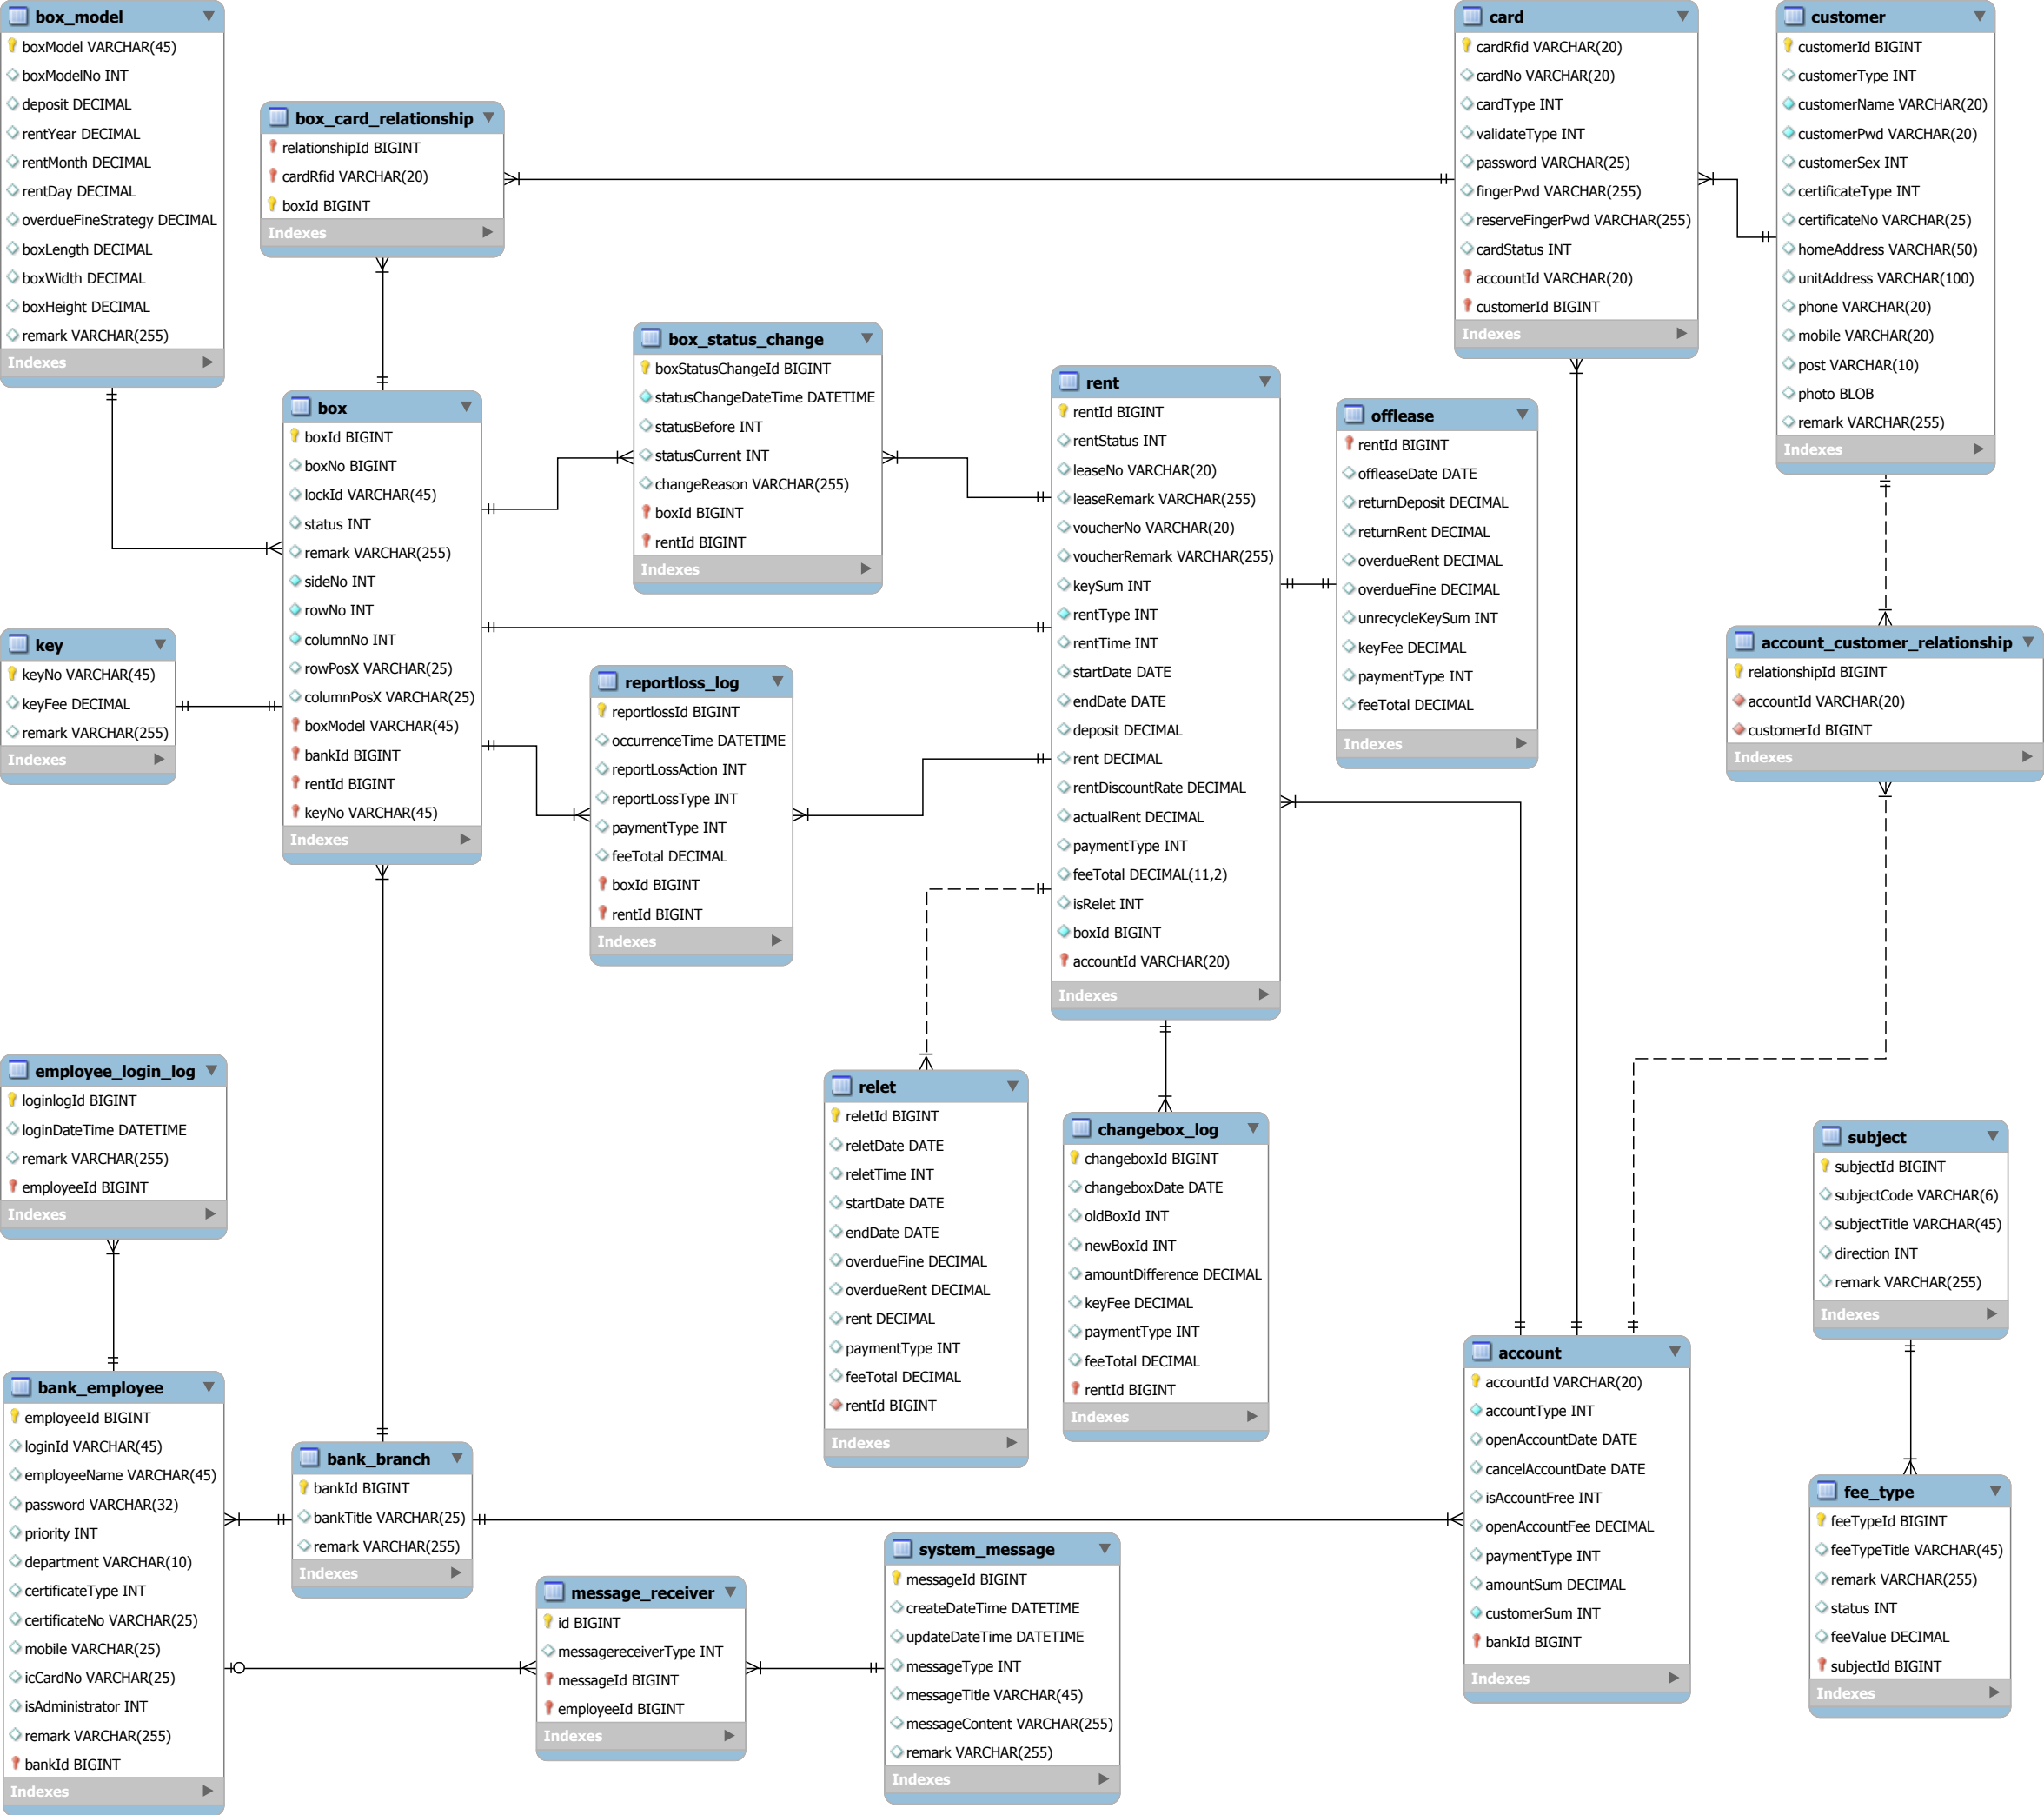 box_model
boxModel VARCHAR(45)
boxModelNo INT
deposit DECIMAL
rentYear DECIMAL
rentMonth DECIMAL
rentDay DECIMAL
overdueFineStrategy DECIMAL
boxLength DECIMAL
boxWidth DECIMAL
boxHeight DECIMAL
remark VARCHAR(255)
Indexes
box_card_relationship
relationshipId BIGINT
cardRfid VARCHAR(20)
boxId BIGINT
Indexes
card
cardRfid VARCHAR(20)
cardNo VARCHAR(20)
cardType INT
validateType INT
password VARCHAR(25)
fingerPwd VARCHAR(255)
reserveFingerPwd VARCHAR(255)
cardStatus INT
accountId VARCHAR(20)
customerId BIGINT
Indexes
customer
customerId BIGINT
customerType INT
customerName VARCHAR(20)
customerPwd VARCHAR(20)
customerSex INT
certificateType INT
certificateNo VARCHAR(25)
homeAddress VARCHAR(50)
unitAddress VARCHAR(100)
phone VARCHAR(20)
mobile VARCHAR(20)
post VARCHAR(10)
photo BLOB
remark VARCHAR(255)
Indexes
box
boxId BIGINT
boxNo BIGINT
lockId VARCHAR(45)
status INT
remark VARCHAR(255)
sideNo INT
rowNo INT
columnNo INT
rowPosX VARCHAR(25)
columnPosX VARCHAR(25)
boxModel VARCHAR(45)
bankId BIGINT
rentId BIGINT
keyNo VARCHAR(45)
Indexes
box_status_change
boxStatusChangeId BIGINT
statusChangeDateTime DATETIME
statusBefore INT
statusCurrent INT
changeReason VARCHAR(255)
boxId BIGINT
rentId BIGINT
Indexes
rent
rentId BIGINT
rentStatus INT
leaseNo VARCHAR(20)
leaseRemark VARCHAR(255)
voucherNo VARCHAR(20)
voucherRemark VARCHAR(255)
keySum INT
rentType INT
rentTime INT
startDate DATE
endDate DATE
deposit DECIMAL
rent DECIMAL
rentDiscountRate DECIMAL
actualRent DECIMAL
paymentType INT
feeTotal DECIMAL(11,2)
isRelet INT
boxId BIGINT
accountId VARCHAR(20)
Indexes
offlease
rentId BIGINT
offleaseDate DATE
returnDeposit DECIMAL
returnRent DECIMAL
overdueRent DECIMAL
overdueFine DECIMAL
unrecycleKeySum INT
keyFee DECIMAL
paymentType INT
feeTotal DECIMAL
Indexes
key
keyNo VARCHAR(45)
keyFee DECIMAL
remark VARCHAR(255)
Indexes
reportloss_log
reportlossId BIGINT
occurrenceTime DATETIME
reportLossAction INT
reportLossType INT
paymentType INT
feeTotal DECIMAL
boxId BIGINT
rentId BIGINT
Indexes
account_customer_relationship
relationshipId BIGINT
accountId VARCHAR(20)
customerId BIGINT
Indexes
employee_login_log
loginlogId BIGINT
loginDateTime DATETIME
remark VARCHAR(255)
employeeId BIGINT
Indexes
relet
reletId BIGINT
reletDate DATE
reletTime INT
startDate DATE
endDate DATE
overdueFine DECIMAL
overdueRent DECIMAL
rent DECIMAL
paymentType INT
feeTotal DECIMAL
rentId BIGINT
Indexes
changebox_log
changeboxId BIGINT
changeboxDate DATE
oldBoxId INT
newBoxId INT
amountDifference DECIMAL
keyFee DECIMAL
paymentType INT
feeTotal DECIMAL
rentId BIGINT
Indexes
subject
subjectId BIGINT
subjectCode VARCHAR(6)
subjectTitle VARCHAR(45)
direction INT
remark VARCHAR(255)
Indexes
bank_employee
employeeId BIGINT
loginId VARCHAR(45)
employeeName VARCHAR(45)
password VARCHAR(32)
priority INT
department VARCHAR(10)
certificateType INT
certificateNo VARCHAR(25)
mobile VARCHAR(25)
icCardNo VARCHAR(25)
isAdministrator INT
remark VARCHAR(255)
bankId BIGINT
Indexes
bank_branch
bankId BIGINT
bankTitle VARCHAR(25)
remark VARCHAR(255)
Indexes
account
accountId VARCHAR(20)
accountType INT
openAccountDate DATE
cancelAccountDate DATE
isAccountFree INT
openAccountFee DECIMAL
paymentType INT
amountSum DECIMAL
customerSum INT
bankId BIGINT
Indexes
fee_type
feeTypeId BIGINT
feeTypeTitle VARCHAR(45)
remark VARCHAR(255)
status INT
feeValue DECIMAL
subjectId BIGINT
Indexes
message_receiver
id BIGINT
messagereceiverType INT
messageId BIGINT
employeeId BIGINT
Indexes
system_message
messageId BIGINT
createDateTime DATETIME
updateDateTime DATETIME
messageType INT
messageTitle VARCHAR(45)
messageContent VARCHAR(255)
remark VARCHAR(255)
Indexes